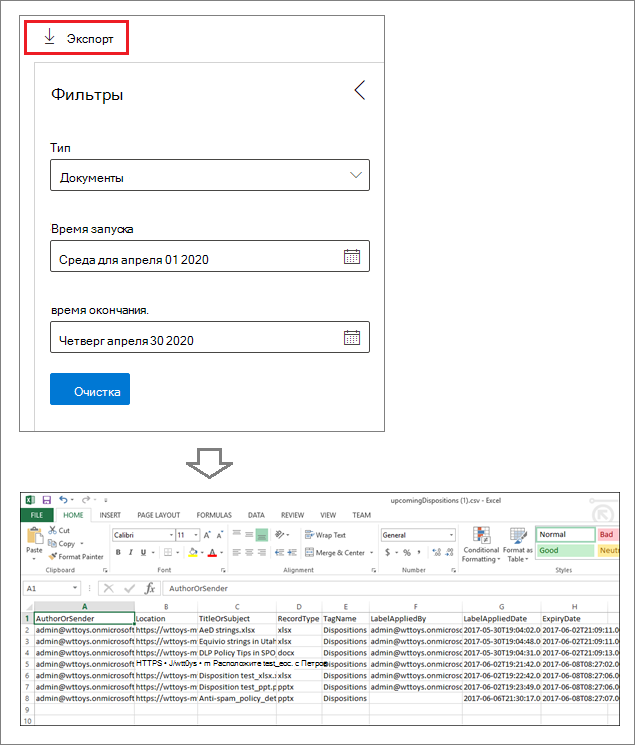 Экспорт
Фильтры
Тип
Документы
Время запуска
Среда для апреля 01 2020
время окончания.
Четверг апреля 30 2020
Очистка
upcomingDispositions (1).csv - Excel
FILE HOME INSERT PAGE LAYOUT FORMULAS DATA REVIEW VIEW TEAM
Cut
Copy
Format Painter
Paste
Calibri 11
B I U
Wrap Text
Merge & Center
General
$ % ,
Conditional Formatting
Format as Table
Normal Bad
Good Neutr
Clipboard Font Alignment Number Styles
A1 fx AuthorOrSender
A B C D E F G H
1 AuthorOrSender Location TitleOrSubject RecordType TagName LabelAppliedBy LabelAppliedDate ExpiryDate
2 admin@wttoys.onmicrosoft https://wttoys-m AeD strings.xlsx xlsx Dispositions admin@wttoys.onmicrosc 2017-05-30T19:04:02.0 2017-06-02T21:09:11.0
3 admin@wttoys.onmicrosoft https://wttoys-m Equivio strings in Utah xlsx Dispositions admin@wttoys.onmicrosc 2017-05-30T19:04:48.0 2017-06-02T21:09:11.0
4 admin@wttoys.onmicrosoft https://wttoys-m DLP Policy Tips in SPO docx Dispositions admin@wttoys.onmicrosc 2017-05-30T19:04:31.0 2017-06-02T21:09:13.0
5 admin@wttoys.onmicrosoft HTTPS • Расположите с Петров Dispositions admin@wttoys.onmicrosc 2017-06-02T19:21:42.0 2017-06-08T08:27:02.0
6 admin@wttoys.onmicrosoft https://wttoys-m Disposition test_xlsx.x xlsx Dispositions admin@wttoys.onmicrosc 2017-06-02T19:22:42.0 2017-06-08T08:27:06.0
7 admin@wttoys.onmicrosoft https://wttoys-m Disposition test_ppt.p pptx Dispositions admin@wttoys.onmicrosc 2017-06-02T19:23:49.0 2017-06-08T08:27:06.0
8 admin@wttoys.onmicrosoft https://wttoys-m Anti-spam_policy_det pptx Dispositions 2017-06-06T21:30:17.0 2017-06-08T08:27:07.0
9
10